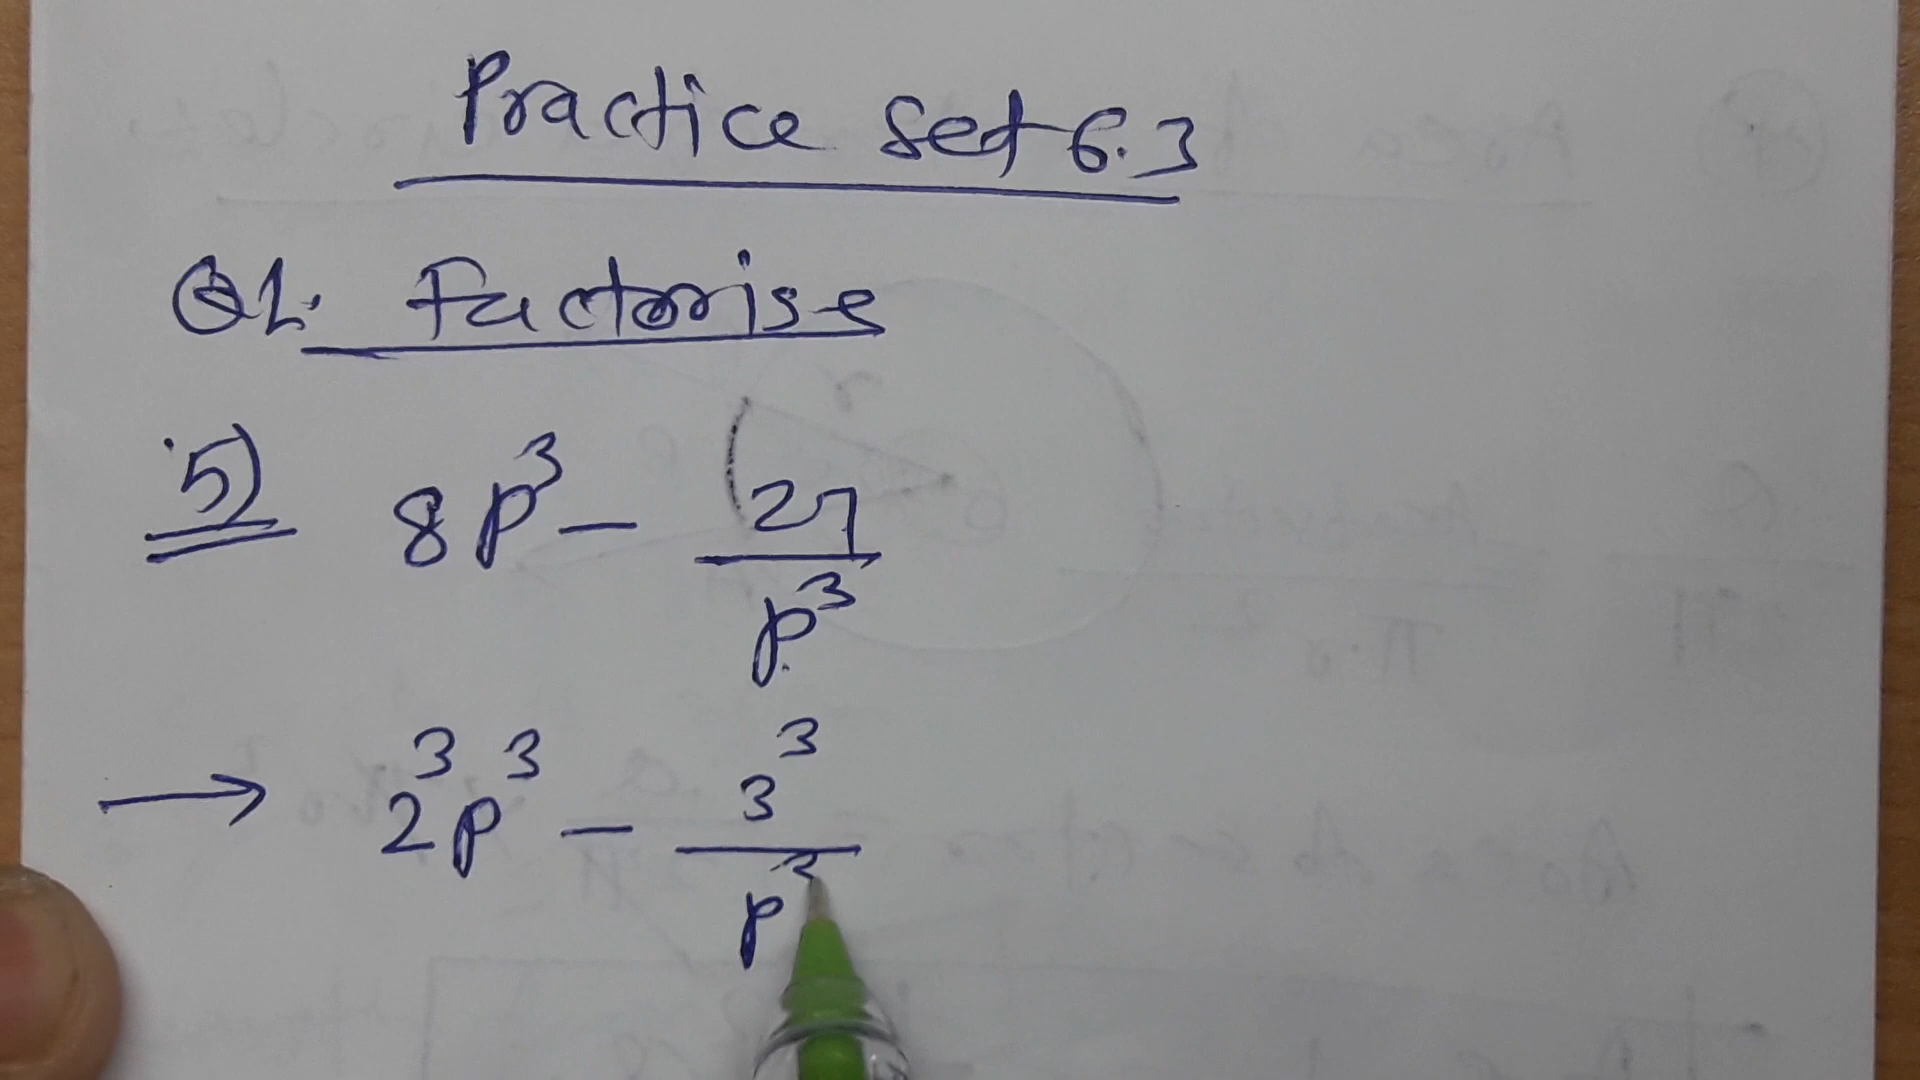 Practice Set 6.3
Q1. Factorise
5) 8p³ - 27/p³
→ 2³p³ - 3³/p³